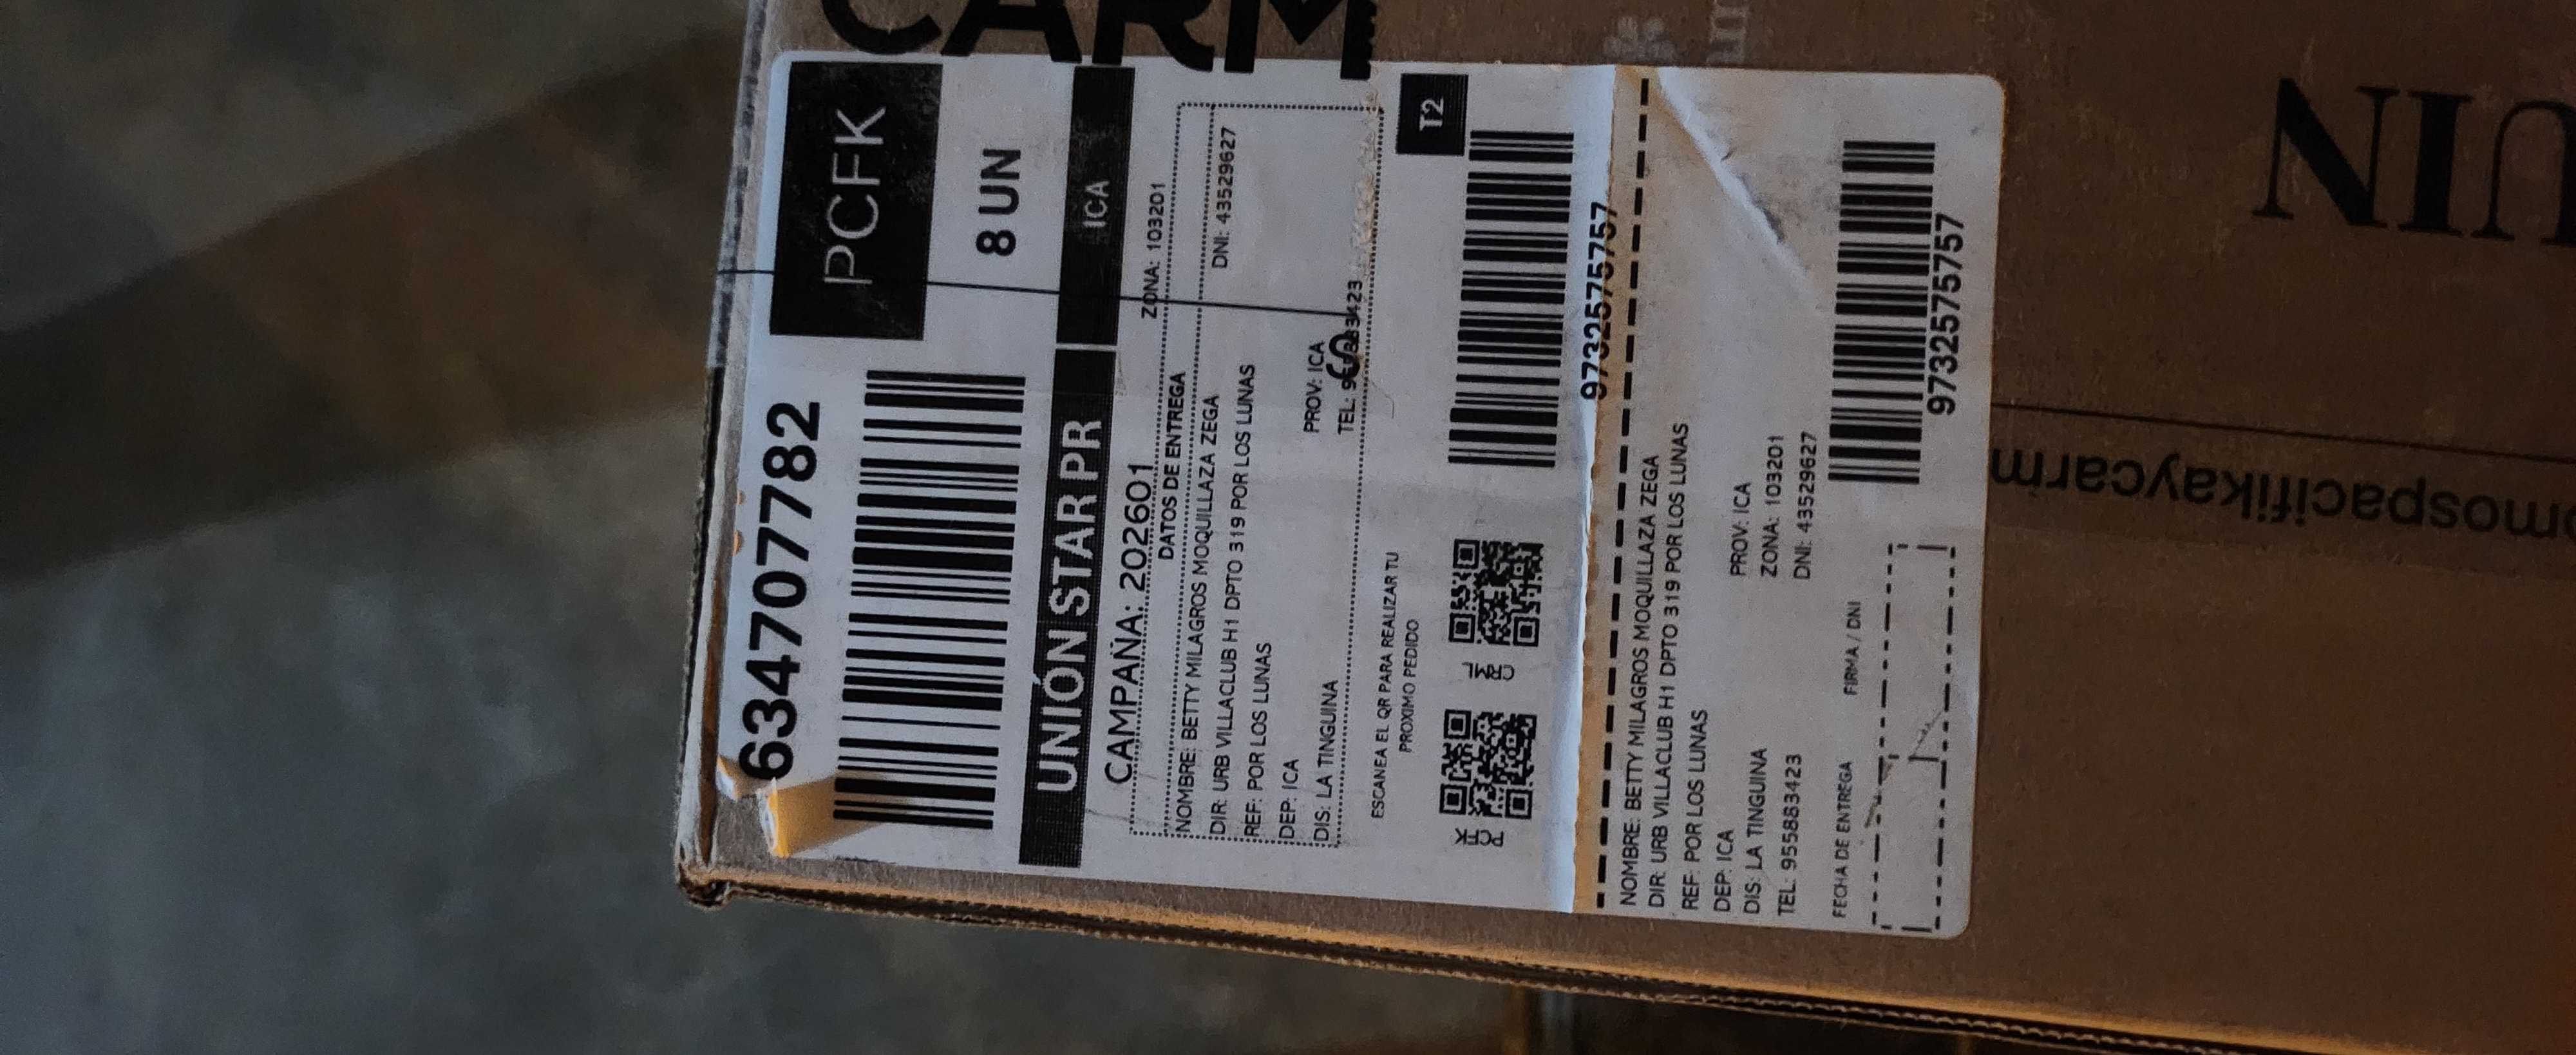 CARM
6347077782
PCFK
8 UN
UNIÓN STAR PR
ICA
CAMPAÑA: 202601
ZONA: 103201
DATOS DE ENTREGA
NOMBRE: BETTY MILAGROS MOQUILLAZA ZEGA
DNI: 43529627
DIR: URB VILLACLUB H1 DPTO 319 POR LOS LUNAS
REF: POR LOS LUNAS
DEP: ICA
PROV: ICA
DIS: LA TINGUINA
TEL: 955883423
ESCANEA EL QR PARA REALIZAR TU
PROXIMO PEDIDO
T2
9732575757
NOMBRE: BETTY MILAGROS MOQUILLAZA ZEGA
DIR: URB VILLACLUB H1 DPTO 319 POR LOS LUNAS
REF: POR LOS LUNAS
DEP: ICA
PROV: ICA
DIS: LA TINGUINA
ZONA: 103201
TEL: 955883423
DNI: 43529627
FECHA DE ENTREGA
FIRMA / DNI
9732575757
mospacifikaycarm
UIN